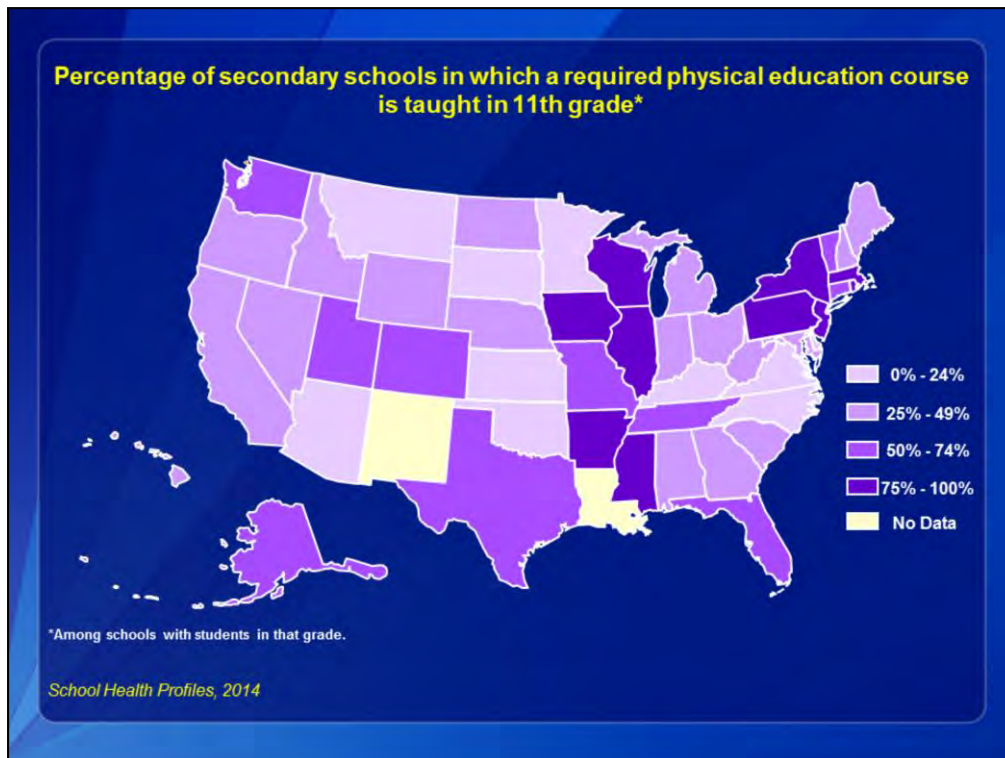 Percentage of secondary schools in which a required physical education course
is taught in 11th grade*
0% - 24%
25% - 49%
50% - 74%
75% - 100%
No Data
*Among schools with students in that grade.
School Health Profiles, 2014